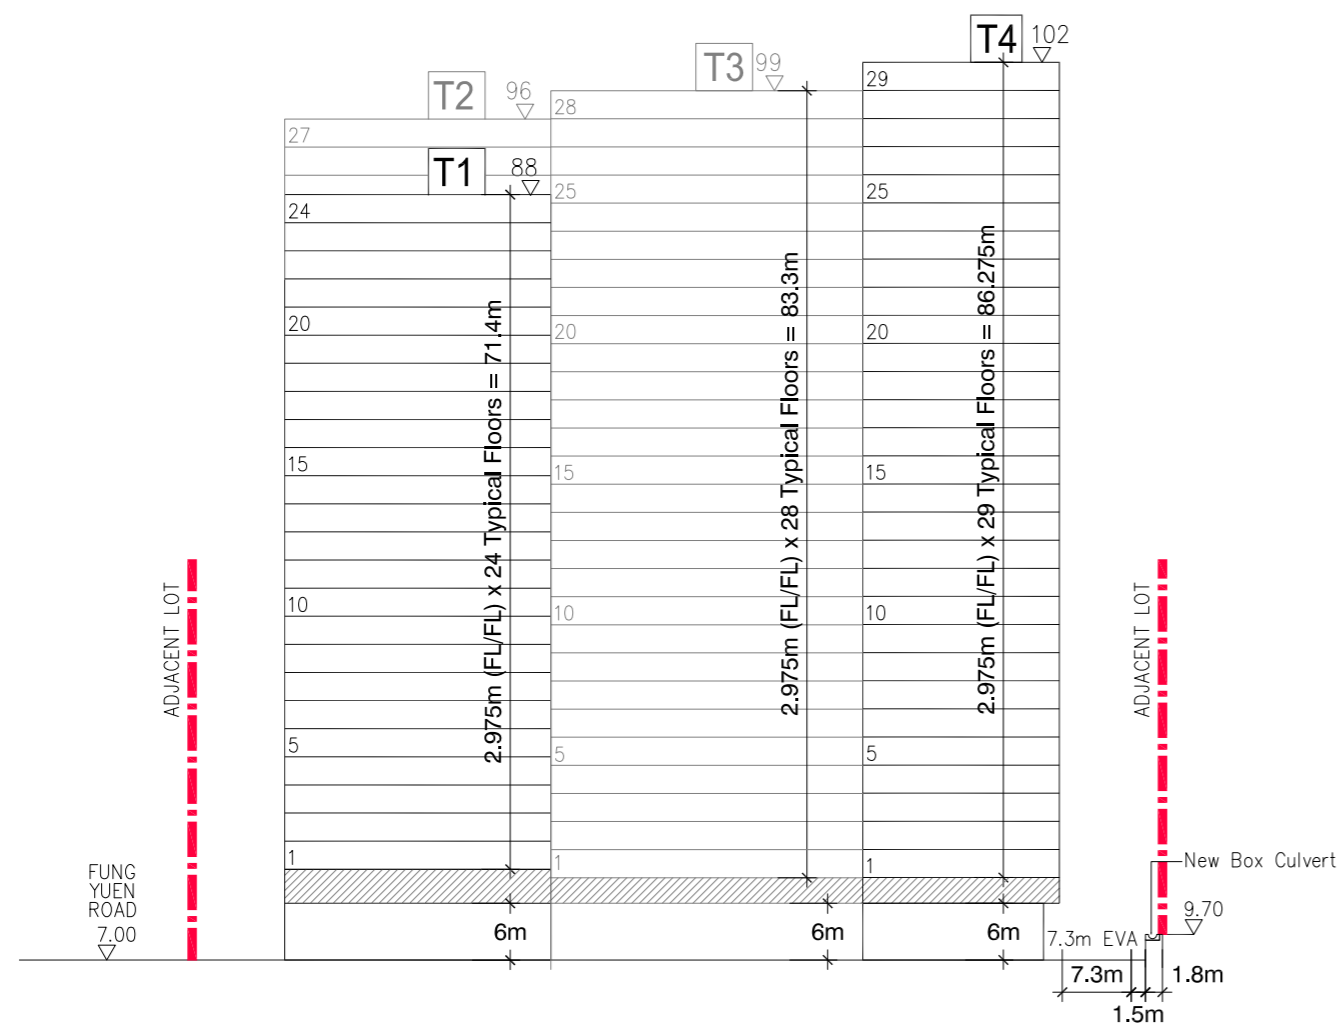 T4
102
29
T3
99
T2
96
28
27
T1
88
25
25
24
20
20
20
15
15
15
10
10
10
5
5
5
1
1
1
2.975m (FL/FL) x 24 Typical Floors = 71.4m
2.975m (FL/FL) x 28 Typical Floors = 83.3m
2.975m (FL/FL) x 29 Typical Floors = 86.275m
ADJACENT LOT
ADJACENT LOT
FUNG
YUEN
ROAD
7.00
New Box Culvert
9.70
6m
6m
6m
7.3m EVA
7.3m
1.8m
1.5m